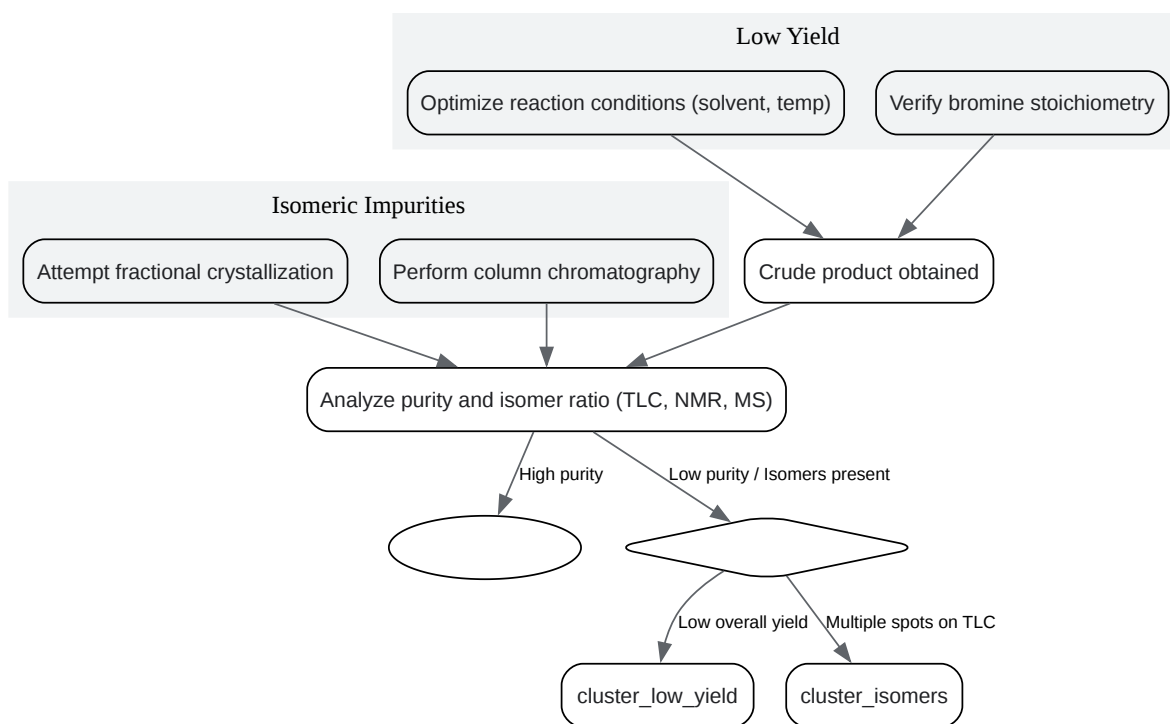 Low Yield
Optimize reaction conditions (solvent, temp)
Verify bromine stoichiometry
Isomeric Impurities
Attempt fractional crystallization
Perform column chromatography
Crude product obtained
Analyze purity and isomer ratio (TLC, NMR, MS)
High purity
Low purity / Isomers present
Low overall yield
Multiple spots on TLC
cluster_low_yield
cluster_isomers